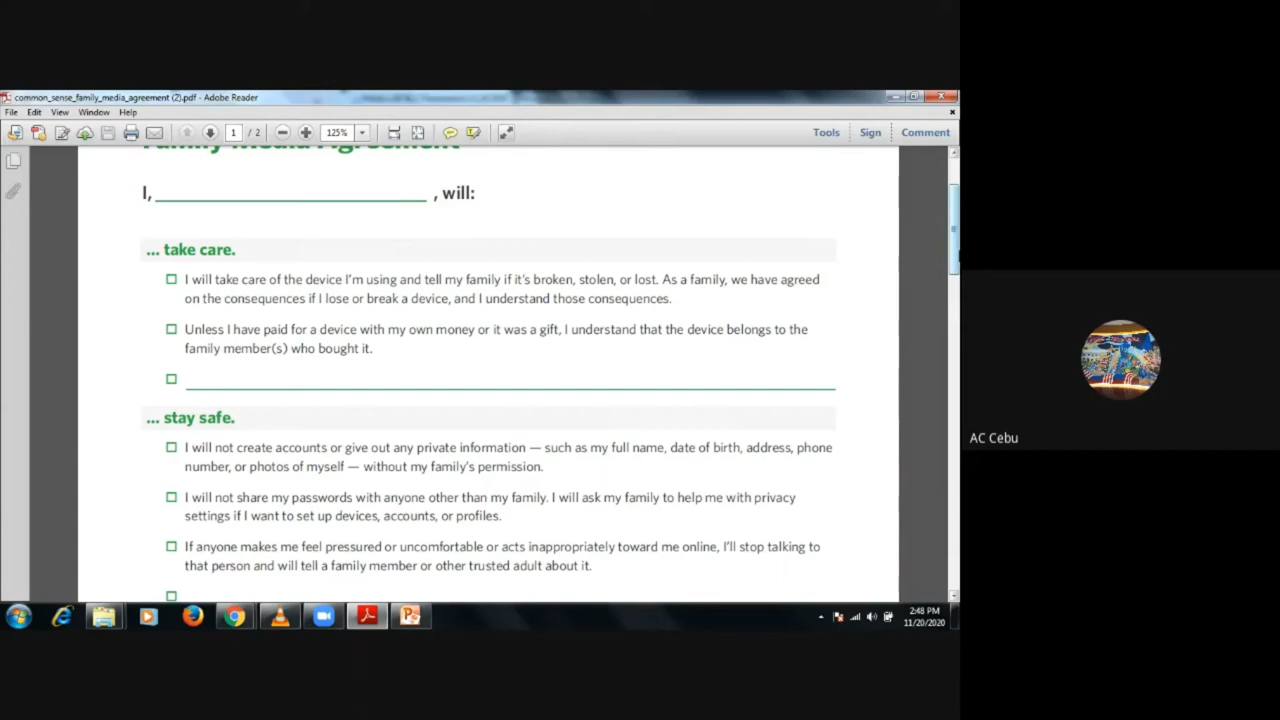 common_sense_family_media_agreement (2).pdf - Adobe Reader
File Edit View Window Help
1 / 2 125% Tools Sign Comment
Family Media Agreement
I, , will:
... take care.
I will take care of the device I'm using and tell my family if it's broken, stolen, or lost. As a family, we have agreed
on the consequences if I lose or break a device, and I understand those consequences.
Unless I have paid for a device with my own money or it was a gift, I understand that the device belongs to the
family member(s) who bought it.
... stay safe.
I will not create accounts or give out any private information — such as my full name, date of birth, address, phone
number, or photos of myself — without my family's permission.
I will not share my passwords with anyone other than my family. I will ask my family to help me with privacy
settings if I want to set up devices, accounts, or profiles.
If anyone makes me feel pressured or uncomfortable or acts inappropriately toward me online, I'll stop talking to
that person and will tell a family member or other trusted adult about it.
2:48 PM
11/20/2020
AC Cebu